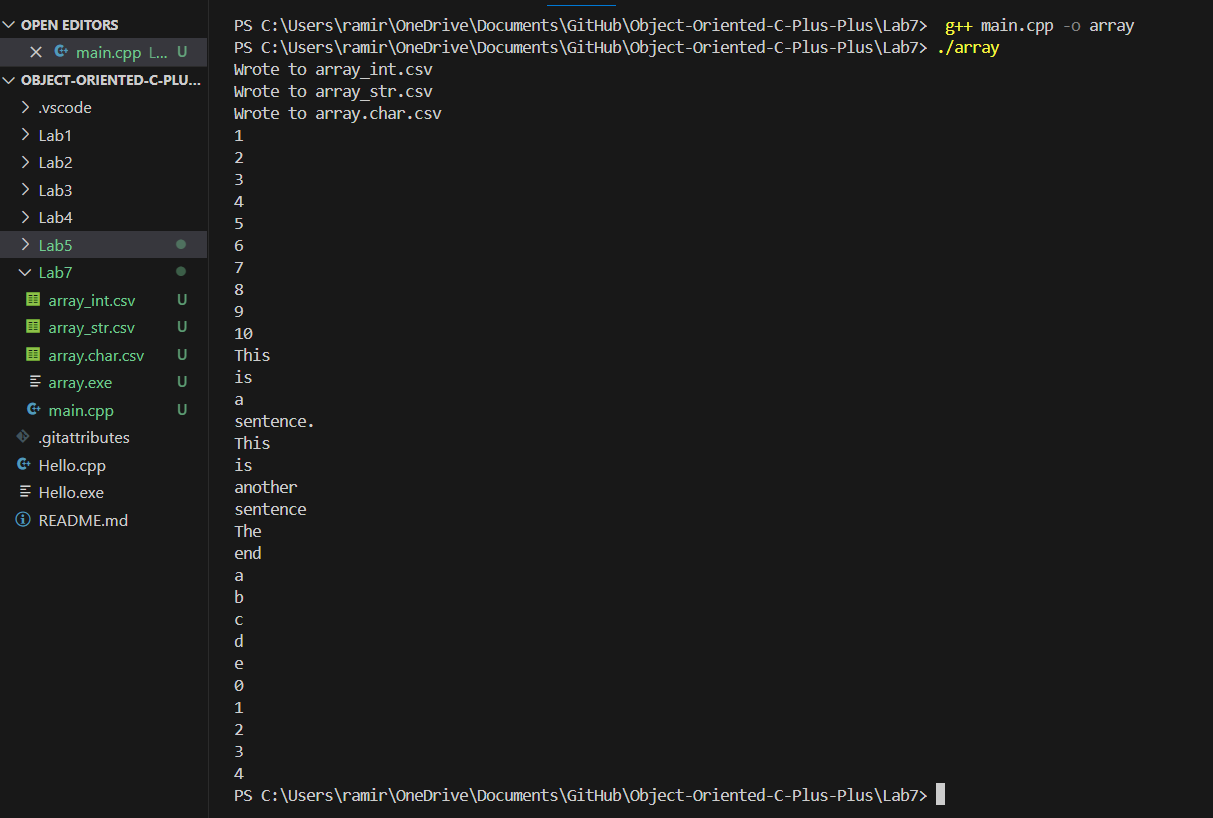 OPEN EDITORS
main.cpp L... U
OBJECT-ORIENTED-C-PLU...
.vscode
Lab1
Lab2
Lab3
Lab4
Lab5
Lab7
array_int.csv U
array_str.csv U
array.char.csv U
array.exe U
main.cpp U
.gitattributes
Hello.cpp
Hello.exe
README.md
PS C:\Users\ramir\OneDrive\Documents\GitHub\Object-Oriented-C-Plus-Plus\Lab7>  g++ main.cpp -o array
PS C:\Users\ramir\OneDrive\Documents\GitHub\Object-Oriented-C-Plus-Plus\Lab7> ./array
Wrote to array_int.csv
Wrote to array_str.csv
Wrote to array.char.csv
1
2
3
4
5
6
7
8
9
10
This
is
a
sentence.
This
is
another
sentence
The
end
a
b
c
d
e
0
1
2
3
4
PS C:\Users\ramir\OneDrive\Documents\GitHub\Object-Oriented-C-Plus-Plus\Lab7>